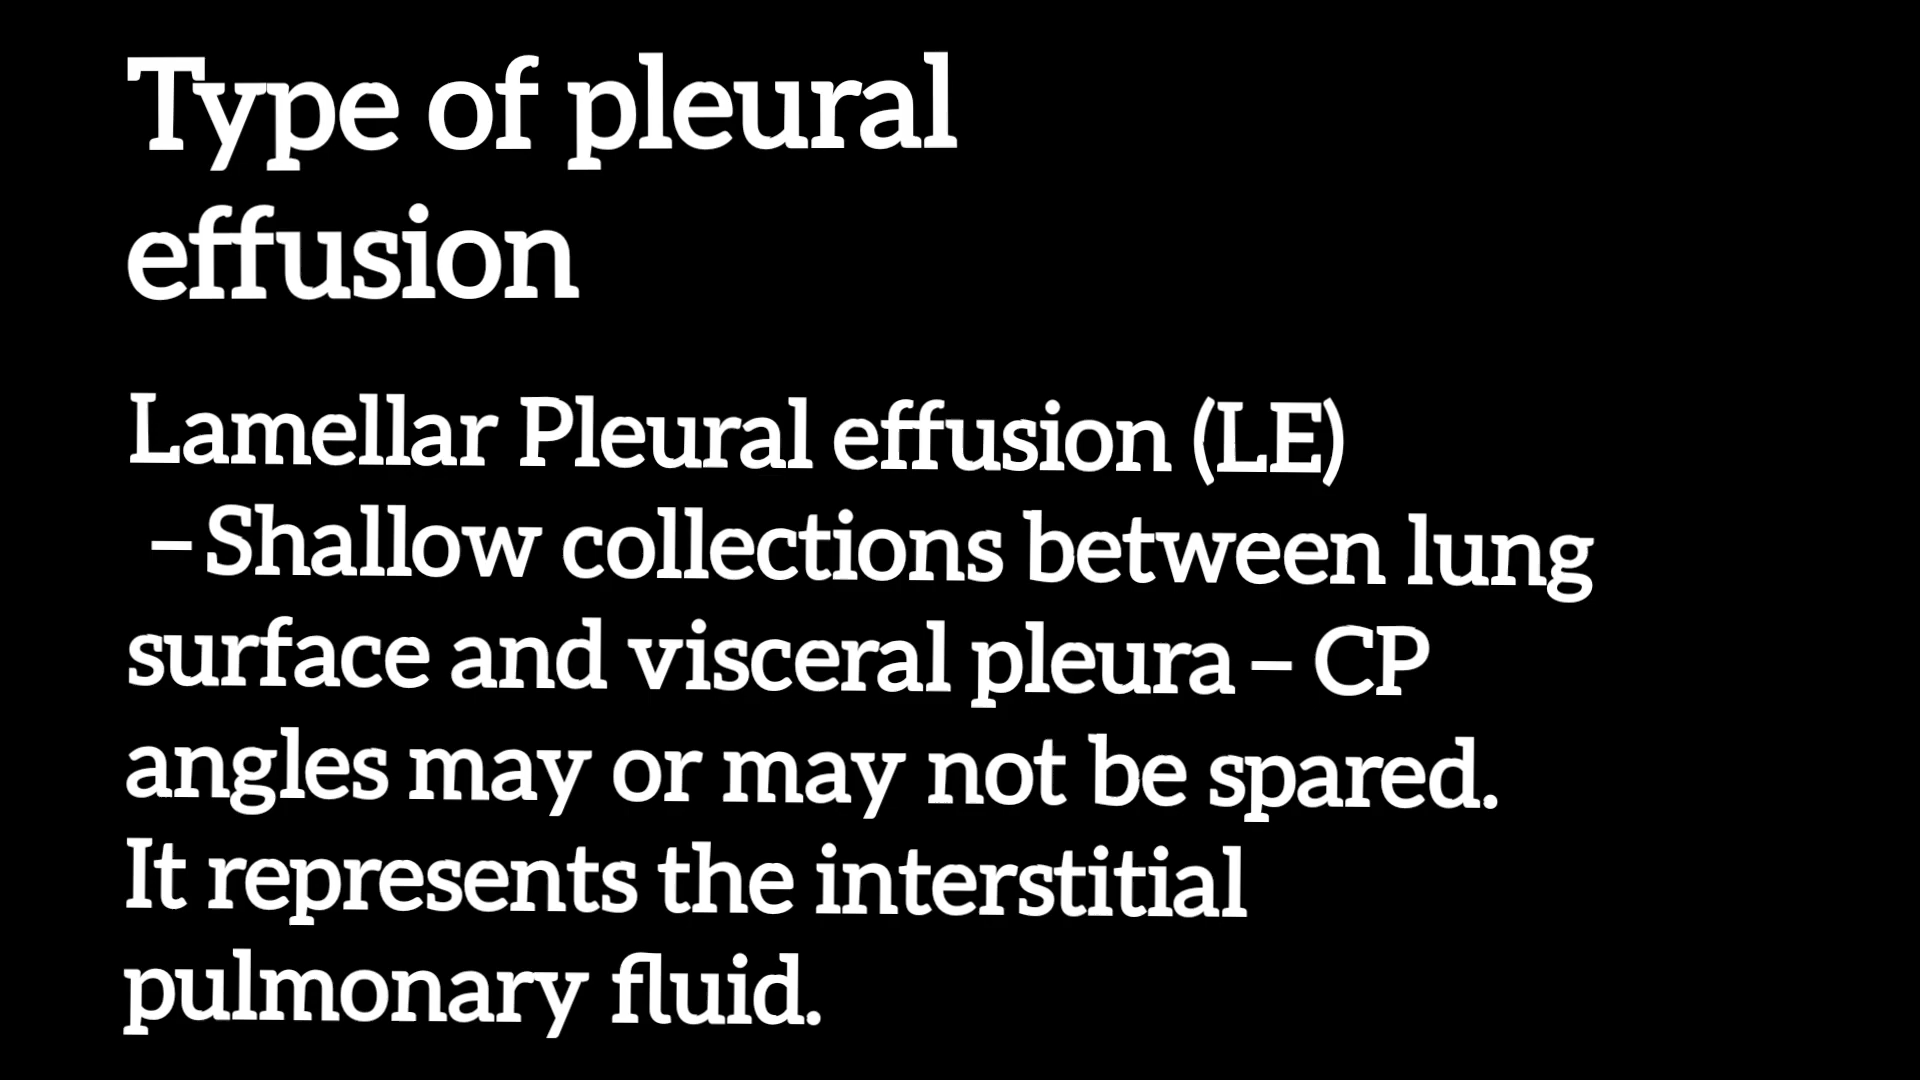 Type of pleural
effusion
Lamellar Pleural effusion (LE)
– Shallow collections between lung
surface and visceral pleura – CP
angles may or may not be spared.
It represents the interstitial
pulmonary fluid.